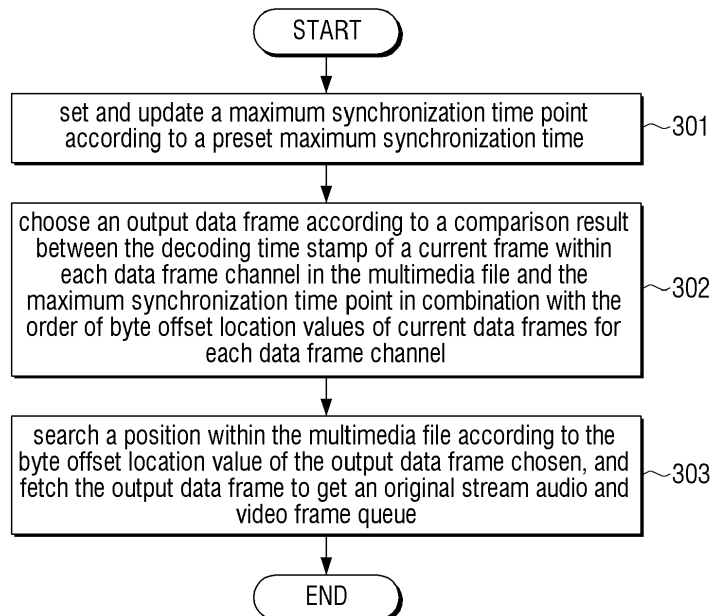 START
set and update a maximum synchronization time point
according to a preset maximum synchronization time
301
choose an output data frame according to a comparison result
between the decoding time stamp of a current frame within
each data frame channel in the multimedia file and the
maximum synchronization time point in combination with the
order of byte offset location values of current data frames for
each data frame channel
302
search a position within the multimedia file according to the
byte offset location value of the output data frame chosen, and
fetch the output data frame to get an original stream audio and
video frame queue
303
END